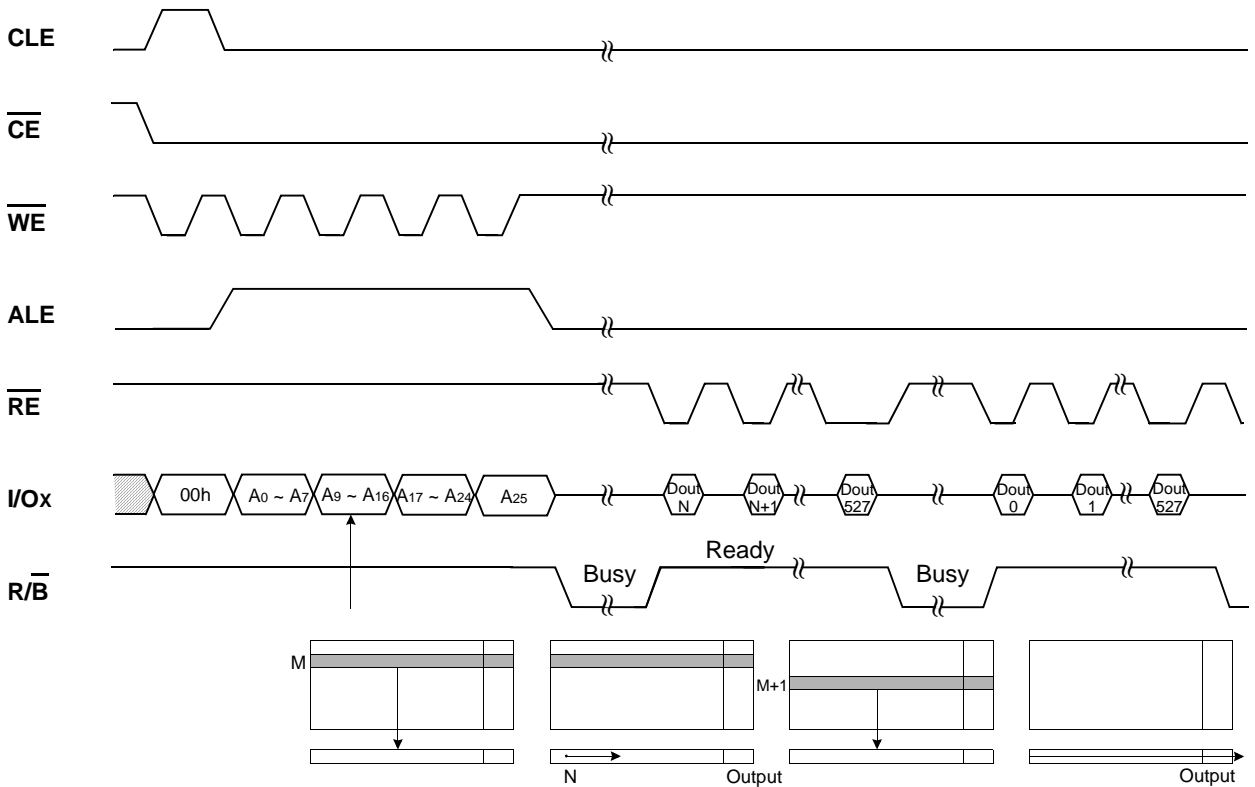 CLE
CE
WE
ALE
RE
I/Ox
00h
A0 ~ A7
A9 ~ A16
A17 ~ A24
A25
Dout
N
Dout
N+1
Dout
527
Dout
0
Dout
1
Dout
527
R/B
Busy
Ready
Busy
M
M+1
N
Output
Output